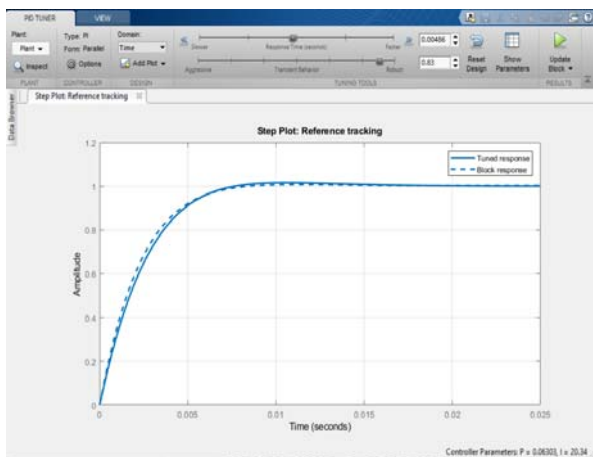 PID TUNER VIEW
Plant: Type: PI Domain:
Plant Form: Parallel Time Slower Response Time (seconds) Faster 0.00486
Inspect Options Add Plot Aggressive Transient Behavior Robust 0.83 Reset Design Show Parameters Update Block
PLANT CONTROLLER DESIGN TUNING TOOLS RESULTS
Data Browser
Step Plot: Reference tracking
Step Plot: Reference tracking
Tuned response
Block response
Amplitude
1.2
1
0.8
0.6
0.4
0.2
0
0 0.005 0.01 0.015 0.02 0.025
Time (seconds)
Controller Parameters: P = 0.06303, I = 20.34